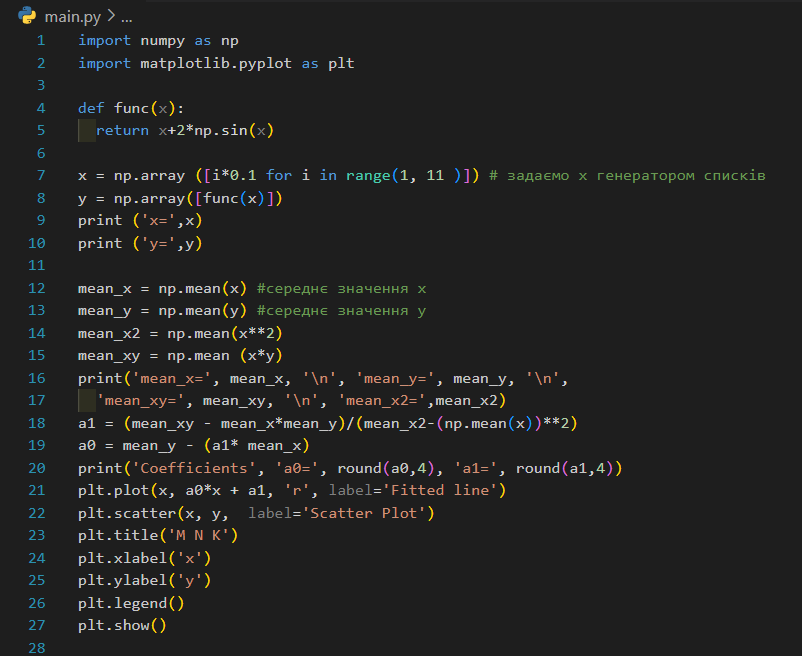 main.py > ...
1 import numpy as np
2 import matplotlib.pyplot as plt
3
4 def func(x):
5   return x+2*np.sin(x)
6
7 x = np.array ([i*0.1 for i in range(1, 11 )]) # задаємо х генератором списків
8 y = np.array([func(x)])
9 print ('x=',x)
10 print ('y=',y)
11
12 mean_x = np.mean(x) #середнє значення х
13 mean_y = np.mean(y) #середнє значення у
14 mean_x2 = np.mean(x**2)
15 mean_xy = np.mean (x*y)
16 print('mean_x=', mean_x, '\n', 'mean_y=', mean_y, '\n',
17   'mean_xy=', mean_xy, '\n', 'mean_x2=',mean_x2)
18 a1 = (mean_xy - mean_x*mean_y)/(mean_x2-(np.mean(x))**2)
19 a0 = mean_y - (a1* mean_x)
20 print('Coefficients', 'a0=', round(a0,4), 'a1=', round(a1,4))
21 plt.plot(x, a0*x + a1, 'r', label='Fitted line')
22 plt.scatter(x, y,  label='Scatter Plot')
23 plt.title('M N K')
24 plt.xlabel('x')
25 plt.ylabel('y')
26 plt.legend()
27 plt.show()
28